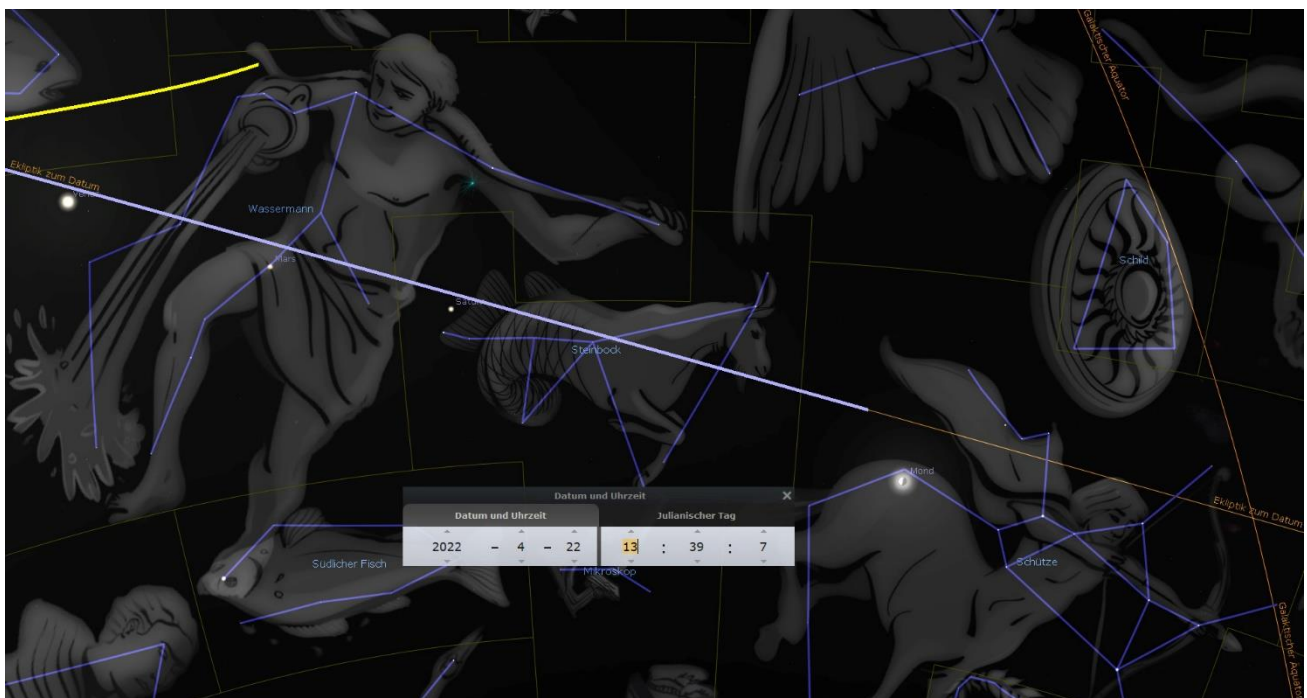 Galaktischer Äquator
Ekliptik zum Datum
Venus
Wassermann
Mars
Schild
Saturn
Steinbock
Mond
Datum und Uhrzeit
Datum und Uhrzeit
Julianischer Tag
2022 - 4 - 22
13 : 39 : 7
Ekliptik zum Datum
Südlicher Fisch
Mikroskop
Schütze
Galaktischer Äquator